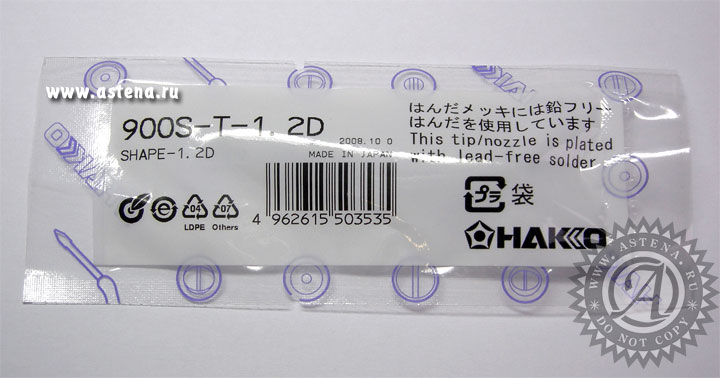 www.astena.ru
900S-T-1.2D
SHAPE-1.2D
2008.10 0
MADE IN JAPAN
はんだメッキには鉛フリー
はんだを使用しています
This tip/nozzle is plated
with lead-free solder.
04
07
LDPE
Others
4 962615 503535
プラ
袋
HAKKO
WWW.ASTENA.RU
DO NOT COPY
A